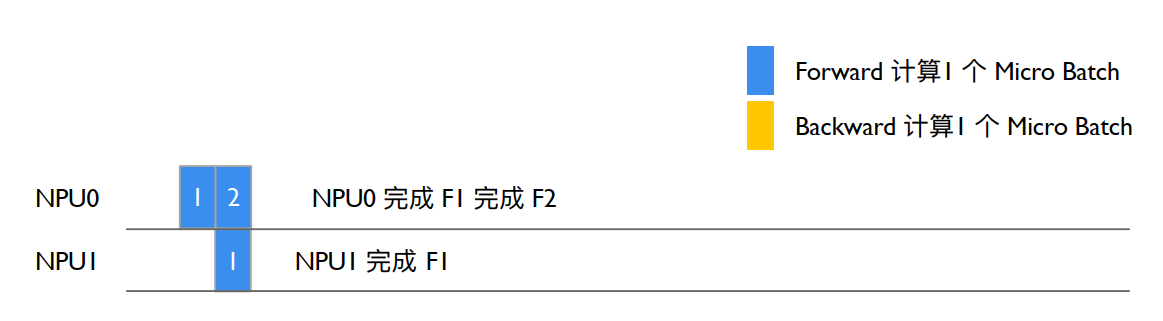 Forward 计算1 个 Micro Batch
Backward 计算1 个 Micro Batch
NPU0 1 2 NPU0 完成 F1 完成 F2
NPU1 1 NPU1 完成 F1